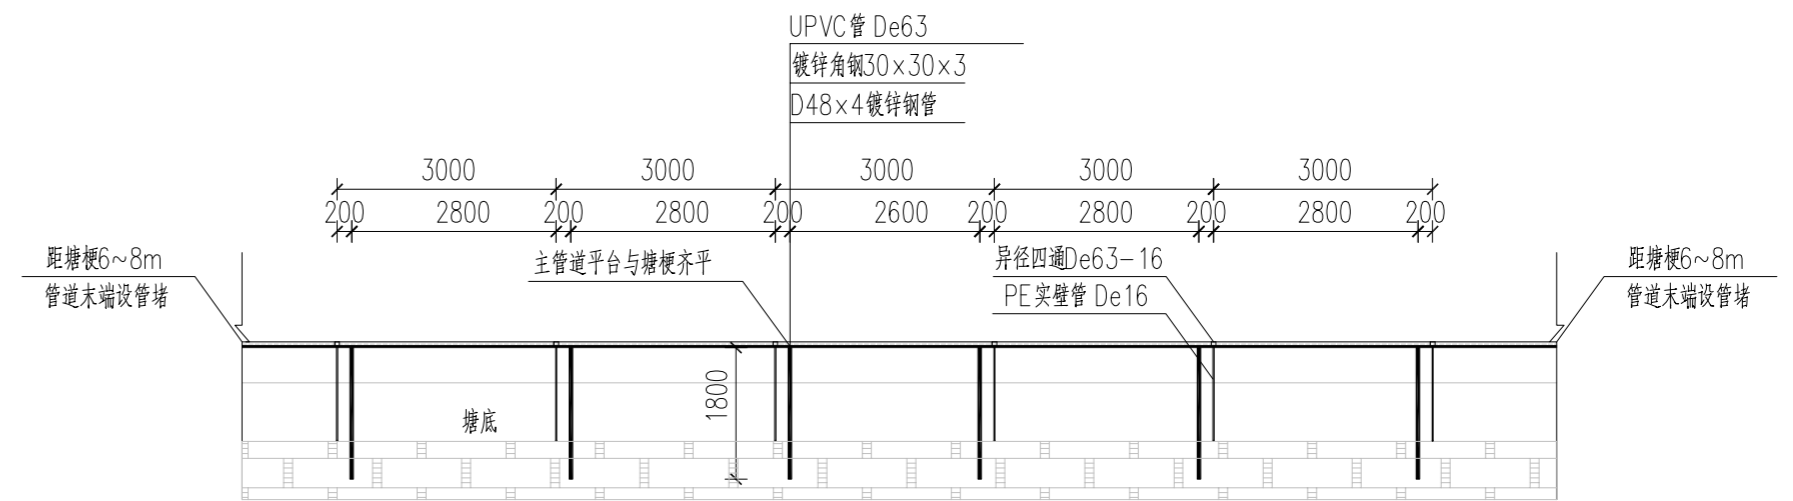 UPVC管 De63
镀锌角钢30×30×3
D48×4镀锌钢管
3000 3000 3000 3000 3000
200 2800 200 2800 200 2600 200 2800 200 2800 200
距塘梗6~8m
管道末端设管堵
主管道平台与塘梗齐平
异径四通De63-16
PE实壁管 De16
距塘梗6~8m
管道末端设管堵
1800
塘底